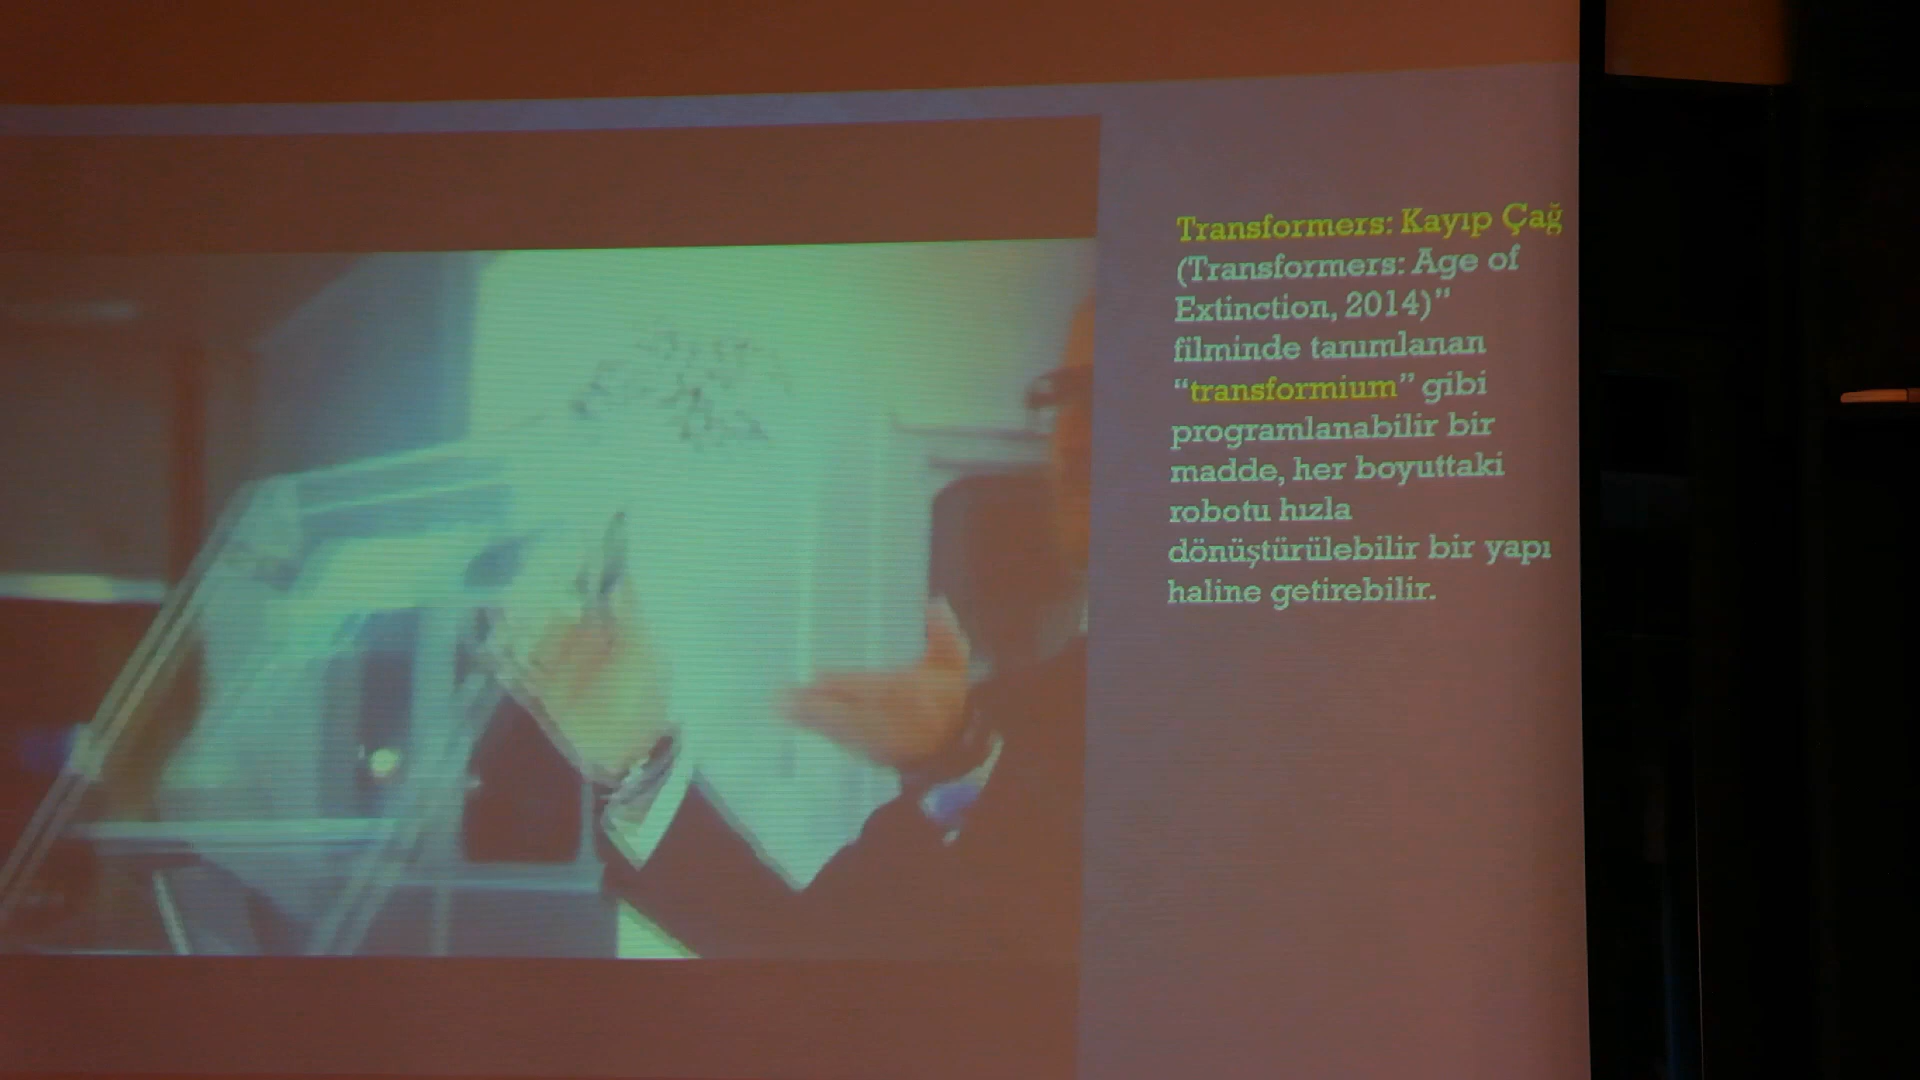 Transformers: Kayıp Çağ
(Transformers: Age of
Extinction, 2014)”
filminde tanımlanan
“transformium” gibi
programlanabilir bir
madde, her boyuttaki
robotu hızla
dönüştürülebilir bir yapı
haline getirebilir.